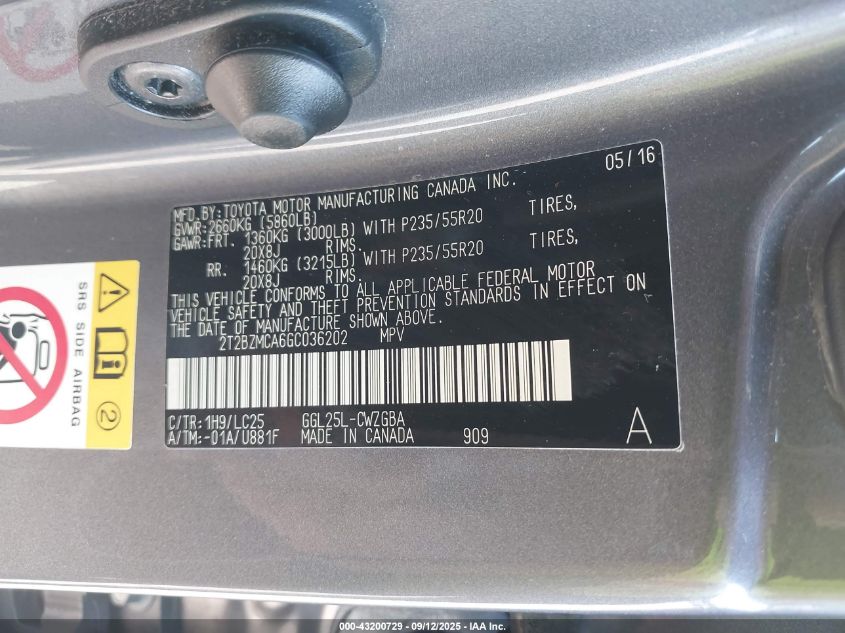 05/16
MFD.BY:TOYOTA MOTOR MANUFACTURING CANADA INC.
GVWR:2660KG (5860LB)
GAWR:FRT. 1360KG (3000LB) WITH P235/55R20 TIRES,
20X8J RIMS.
RR. 1460KG (3215LB) WITH P235/55R20 TIRES,
20X8J RIMS.
THIS VEHICLE CONFORMS TO ALL APPLICABLE FEDERAL MOTOR
VEHICLE SAFETY AND THEFT PREVENTION STANDARDS IN EFFECT ON
THE DATE OF MANUFACTURE SHOWN ABOVE.
2T2BZMCA6GC036202 MPV
C/TR:1H9/LC25 GGL25L-CWZGBA
A/TM:-01A/U881F MADE IN CANADA 909 A
SRS SIDE AIRBAG
2
000-43200729 - 09/12/2025 - IAA Inc.